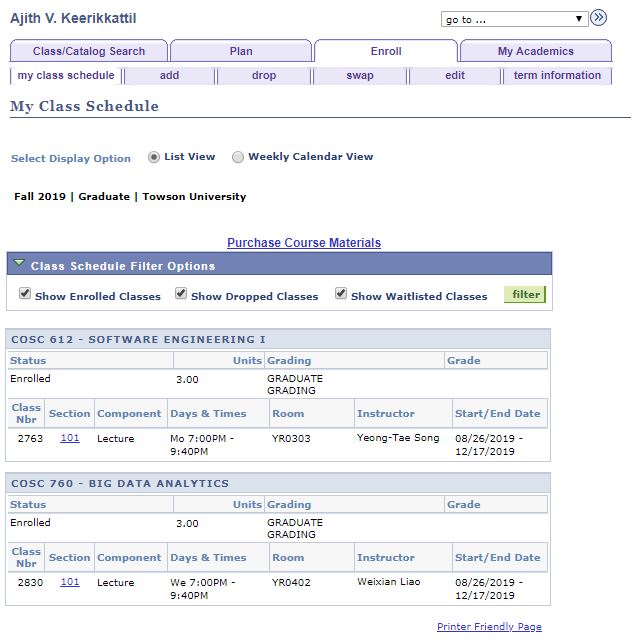 Ajith V. Keerikkattil
go to ...
Class/Catalog Search Plan Enroll My Academics
my class schedule add drop swap edit term information
My Class Schedule
Select Display Option List View Weekly Calendar View
Fall 2019 | Graduate | Towson University
Purchase Course Materials
Class Schedule Filter Options
Show Enrolled Classes Show Dropped Classes Show Waitlisted Classes filter
COSC 612 - SOFTWARE ENGINEERING I
Status Units Grading Grade
Enrolled 3.00 GRADUATE
GRADING
Class
Nbr Section Component Days & Times Room Instructor Start/End Date
2763 101 Lecture Mo 7:00PM - YR0303 Yeong-Tae Song 08/26/2019 -
9:40PM 12/17/2019
COSC 760 - BIG DATA ANALYTICS
Status Units Grading Grade
Enrolled 3.00 GRADUATE
GRADING
Class
Nbr Section Component Days & Times Room Instructor Start/End Date
2830 101 Lecture We 7:00PM - YR0402 Weixian Liao 08/26/2019 -
9:40PM 12/17/2019
Printer Friendly Page